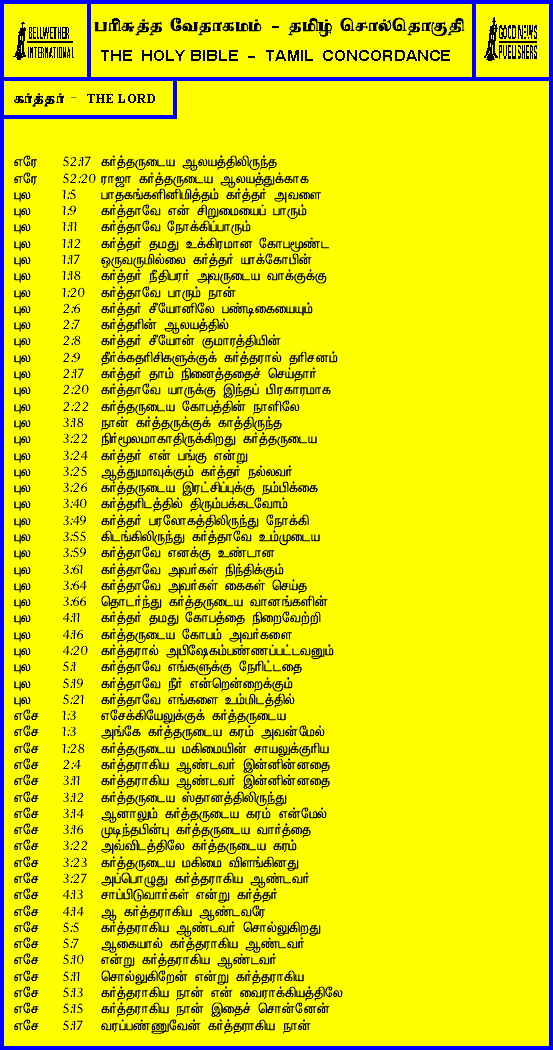 BELLWETHER
INTERNATIONAL
பரிசுத்த வேதாகமம் - தமிழ் சொல்தொகுதி
THE HOLY BIBLE - TAMIL CONCORDANCE
GOOD NEWS
PUBLISHERS
கர்த்தர் - THE LORD
எரே 52:17 கர்த்தருடைய ஆலயத்திலிருந்த
எரே 52:20 ராஜா கர்த்தருடைய ஆலயத்துக்காக
புல 1:5 பாதகங்களினிமித்தம் கர்த்தர் அவளை
புல 1:9 கர்த்தாவே என் சிறுமையைப் பாரும்
புல 1:11 கர்த்தாவே நோக்கிப்பாரும்
புல 1:12 கர்த்தர் தமது உக்கிரமான கோபமூண்ட
புல 1:17 ஒருவருமில்லை கர்த்தர் யாக்கோபின்
புல 1:18 கர்த்தர் நீதிபரர் அவருடைய வாக்குக்கு
புல 1:20 கர்த்தாவே பாரும் நான்
புல 2:6 கர்த்தர் சீயோனிலே பண்டிகையையும்
புல 2:7 கர்த்தரின் ஆலயத்தில்
புல 2:8 கர்த்தர் சீயோன் குமாரத்தியின்
புல 2:9 தீர்க்கதரிசிகளுக்குக் கர்த்தரால் தரிசனம்
புல 2:17 கர்த்தர் தாம் நினைத்ததைச் செய்தார்
புல 2:20 கர்த்தாவே யாருக்கு இந்தப் பிரகாரமாக
புல 2:22 கர்த்தருடைய கோபத்தின் நாளிலே
புல 3:18 நான் கர்த்தருக்குக் காத்திருந்த
புல 3:22 நிர்மூலமாகாதிருக்கிறது கர்த்தருடைய
புல 3:24 கர்த்தர் என் பங்கு என்று
புல 3:25 ஆத்துமாவுக்கும் கர்த்தர் நல்லவர்
புல 3:26 கர்த்தருடைய இரட்சிப்புக்கு நம்பிக்கை
புல 3:40 கர்த்தரிடத்தில் திரும்பக்கடவோம்
புல 3:49 கர்த்தர் பரலோகத்திலிருந்து நோக்கி
புல 3:55 கிடங்கிலிருந்து கர்த்தாவே உம்முடைய
புல 3:59 கர்த்தாவே எனக்கு உண்டான
புல 3:61 கர்த்தாவே அவர்கள் நிந்திக்கும்
புல 3:64 கர்த்தாவே அவர்கள் கைகள் செய்த
புல 3:66 தொடர்ந்து கர்த்தருடைய வானங்களின்
புல 4:11 கர்த்தர் தமது கோபத்தை நிறைவேற்றி
புல 4:16 கர்த்தருடைய கோபம் அவர்களை
புல 4:20 கர்த்தரால் அபிஷேகம்பண்ணப்பட்டவனும்
புல 5:1 கர்த்தாவே எங்களுக்கு நேரிட்டதை
புல 5:19 கர்த்தாவே நீர் என்றென்றைக்கும்
புல 5:21 கர்த்தாவே எங்களை உம்மிடத்தில்
எசே 1:3 எசேக்கியேலுக்குக் கர்த்தருடைய
எசே 1:3 அங்கே கர்த்தருடைய கரம் அவன்மேல்
எசே 1:28 கர்த்தருடைய மகிமையின் சாயலுக்குரிய
எசே 2:4 கர்த்தராகிய ஆண்டவர் இன்னின்னதை
எசே 3:11 கர்த்தராகிய ஆண்டவர் இன்னின்னதை
எசே 3:12 கர்த்தருடைய ஸ்தானத்திலிருந்து
எசே 3:14 ஆனாலும் கர்த்தருடைய கரம் என்மேல்
எசே 3:16 முடிந்தபின்பு கர்த்தருடைய வார்த்தை
எசே 3:22 அவ்விடத்திலே கர்த்தருடைய கரம்
எசே 3:23 கர்த்தருடைய மகிமை விளங்கினது
எசே 3:27 அப்பொழுது கர்த்தராகிய ஆண்டவர்
எசே 4:13 சாப்பிடுவார்கள் என்று கர்த்தர்
எசே 4:14 ஆ கர்த்தராகிய ஆண்டவரே
எசே 5:5 கர்த்தராகிய ஆண்டவர் சொல்லுகிறது
எசே 5:7 ஆகையால் கர்த்தராகிய ஆண்டவர்
எசே 5:10 என்று கர்த்தராகிய ஆண்டவர்
எசே 5:11 சொல்லுகிறேன் என்று கர்த்தராகிய
எசே 5:13 கர்த்தராகிய நான் என் வைராக்கியத்திலே
எசே 5:15 கர்த்தராகிய நான் இதைச் சொன்னேன்
எசே 5:17 வரப்பண்ணுவேன் கர்த்தராகிய நான்